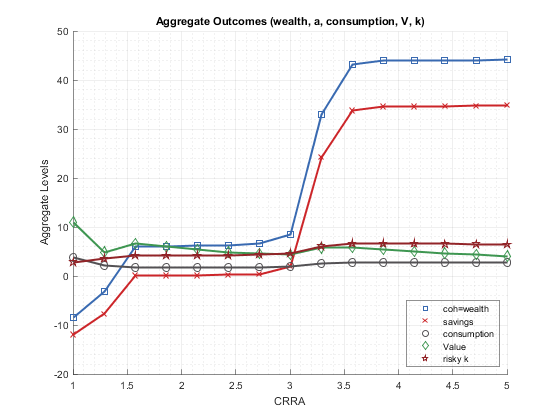 Aggregate Outcomes (wealth, a, consumption, V, k)
50
40
30
20
10
0
-10
-20
Aggregate Levels
1
1.5
2
2.5
3
3.5
4
4.5
5
CRRA
coh=wealth
savings
consumption
Value
risky k